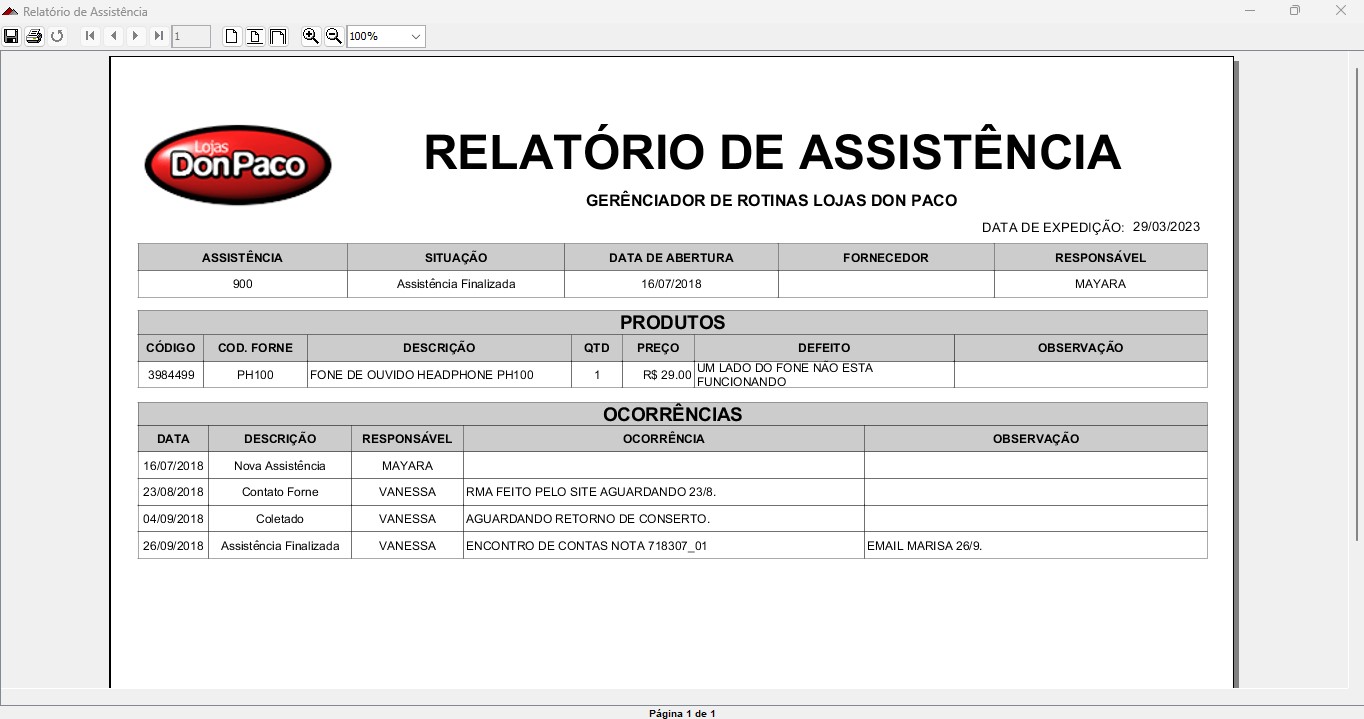 Relatório de Assistência
1
100%
Lojas
DonPaco
RELATÓRIO DE ASSISTÊNCIA
GERÊNCIADOR DE ROTINAS LOJAS DON PACO
DATA DE EXPEDIÇÃO: 29/03/2023
ASSISTÊNCIA SITUAÇÃO DATA DE ABERTURA FORNECEDOR RESPONSÁVEL
900 Assistência Finalizada 16/07/2018 MAYARA
PRODUTOS
CÓDIGO COD. FORNE DESCRIÇÃO QTD PREÇO DEFEITO OBSERVAÇÃO
3984499 PH100 FONE DE OUVIDO HEADPHONE PH100 1 R$ 29.00 UM LADO DO FONE NÃO ESTA
FUNCIONANDO
OCORRÊNCIAS
DATA DESCRIÇÃO RESPONSÁVEL OCORRÊNCIA OBSERVAÇÃO
16/07/2018 Nova Assistência MAYARA
23/08/2018 Contato Forne VANESSA RMA FEITO PELO SITE AGUARDANDO 23/8.
04/09/2018 Coletado VANESSA AGUARDANDO RETORNO DE CONSERTO.
26/09/2018 Assistência Finalizada VANESSA ENCONTRO DE CONTAS NOTA 718307_01 EMAIL MARISA 26/9.
Página 1 de 1